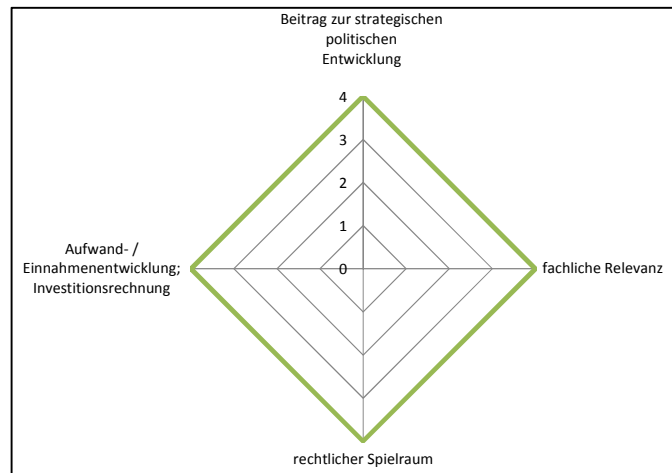 Beitrag zur strategischen
politischen
Entwicklung
4
3
2
1
0
Aufwand- /
Einnahmenentwicklung;
Investitionsrechnung
fachliche Relevanz
rechtlicher Spielraum